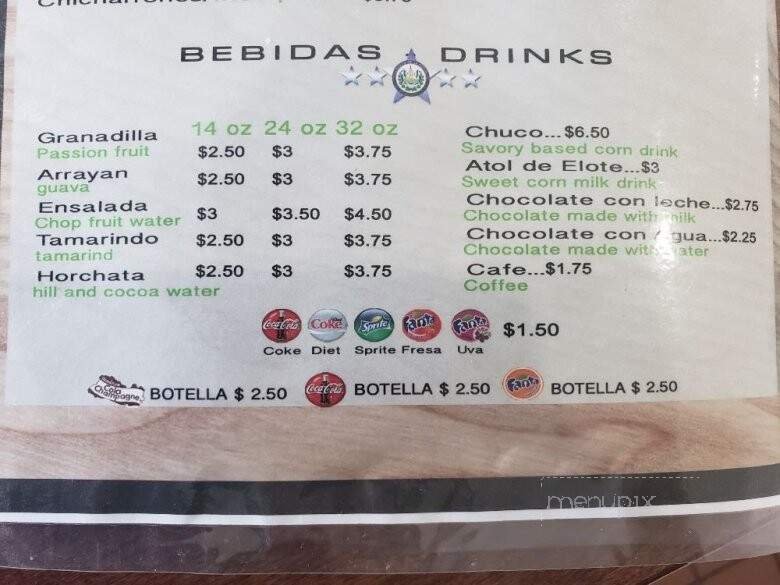 BEBIDAS DRINKS
14 oz 24 oz 32 oz
Granadilla
Passion fruit $2.50 $3 $3.75
Arrayan
guava $2.50 $3 $3.75
Ensalada
Chop fruit water $3 $3.50 $4.50
Tamarindo $2.50 $3 $3.75
tamarind
Horchata $2.50 $3 $3.75
hill and cocoa water
Chuco...$6.50
Savory based corn drink
Atol de Elote...$3
Sweet corn milk drink
Chocolate con leche...$2.75
Chocolate made with milk
Chocolate con Agua...$2.25
Chocolate made with water
Cafe...$1.75
Coffee
Coca-Cola Coke Sprite Fanta Fanta $1.50
Coke Diet Sprite Fresa Uva
Cola Champagne BOTELLA $ 2.50 Coca-Cola BOTELLA $ 2.50 Fanta BOTELLA $ 2.50
menupix